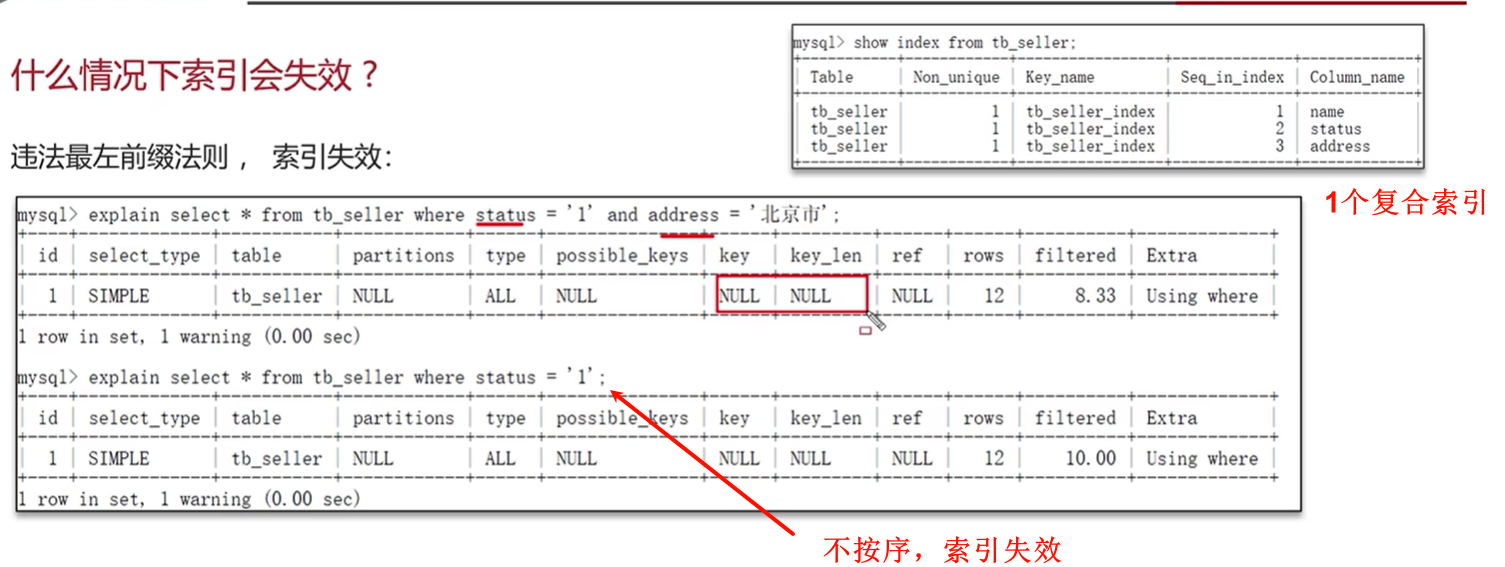 什么情况下索引会失效？
违法最左前缀法则， 索引失效：
mysql> show index from tb_seller;
| Table | Non_unique | Key_name | Seq_in_index | Column_name |
| tb_seller | 1 | tb_seller_index | 1 | name
| tb_seller | 1 | tb_seller_index | 2 | status
| tb_seller | 1 | tb_seller_index | 3 | address
1个复合索引
mysql> explain select * from tb_seller where status = '1' and address = '北京市';
| id | select_type | table | partitions | type | possible_keys | key | key_len | ref | rows | filtered | Extra |
| 1 | SIMPLE | tb_seller | NULL | ALL | NULL | NULL | NULL | NULL | 12 | 8.33 | Using where |
1 row in set, 1 warning (0.00 sec)
mysql> explain select * from tb_seller where status = '1';
| id | select_type | table | partitions | type | possible_keys | key | key_len | ref | rows | filtered | Extra |
| 1 | SIMPLE | tb_seller | NULL | ALL | NULL | NULL | NULL | NULL | 12 | 10.00 | Using where |
1 row in set, 1 warning (0.00 sec)
不按序，索引失效